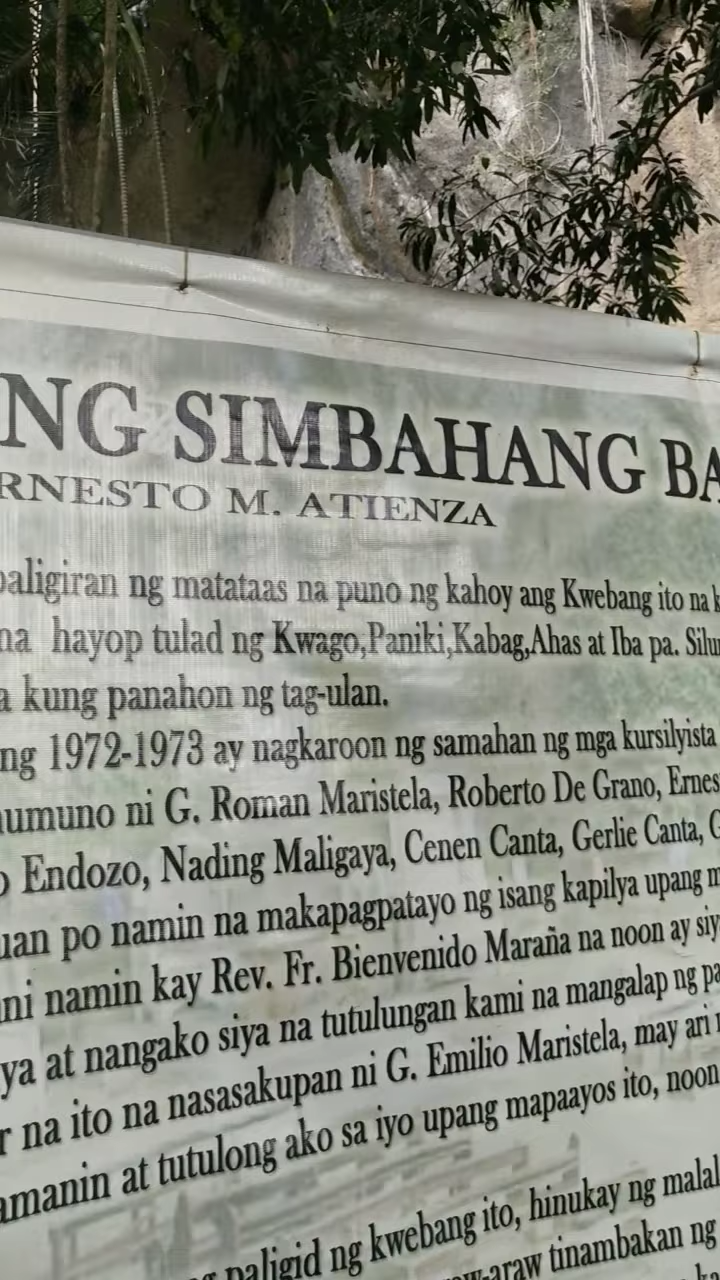 NG SIMBAHANG BA
RNESTO M. ATIENZA
paligiran ng matataas na puno ng kahoy ang Kwebang ito na k
na hayop tulad ng Kwago,Paniki,Kabag,Ahas at Iba pa. Silu
a kung panahon ng tag-ulan.
ng 1972-1973 ay nagkaroon ng samahan ng mga kursilyista
umuno ni G. Roman Maristela, Roberto De Grano, Ernes
o Endozo, Nading Maligaya, Cenen Canta, Gerlie Canta, G
uan po namin na makapagpatayo ng isang kapilya upang m
ni namin kay Rev. Fr. Bienvenido Maraña na noon ay siy
ya at nangako siya na tutulungan kami na mangalap ng pa
r na ito na nasasakupan ni G. Emilio Maristela, may ari
amanin at tutulong ako sa iyo upang mapaayos ito, noon
paligid ng kwebang ito, hinukay ng malal
w-araw tinambakan ng